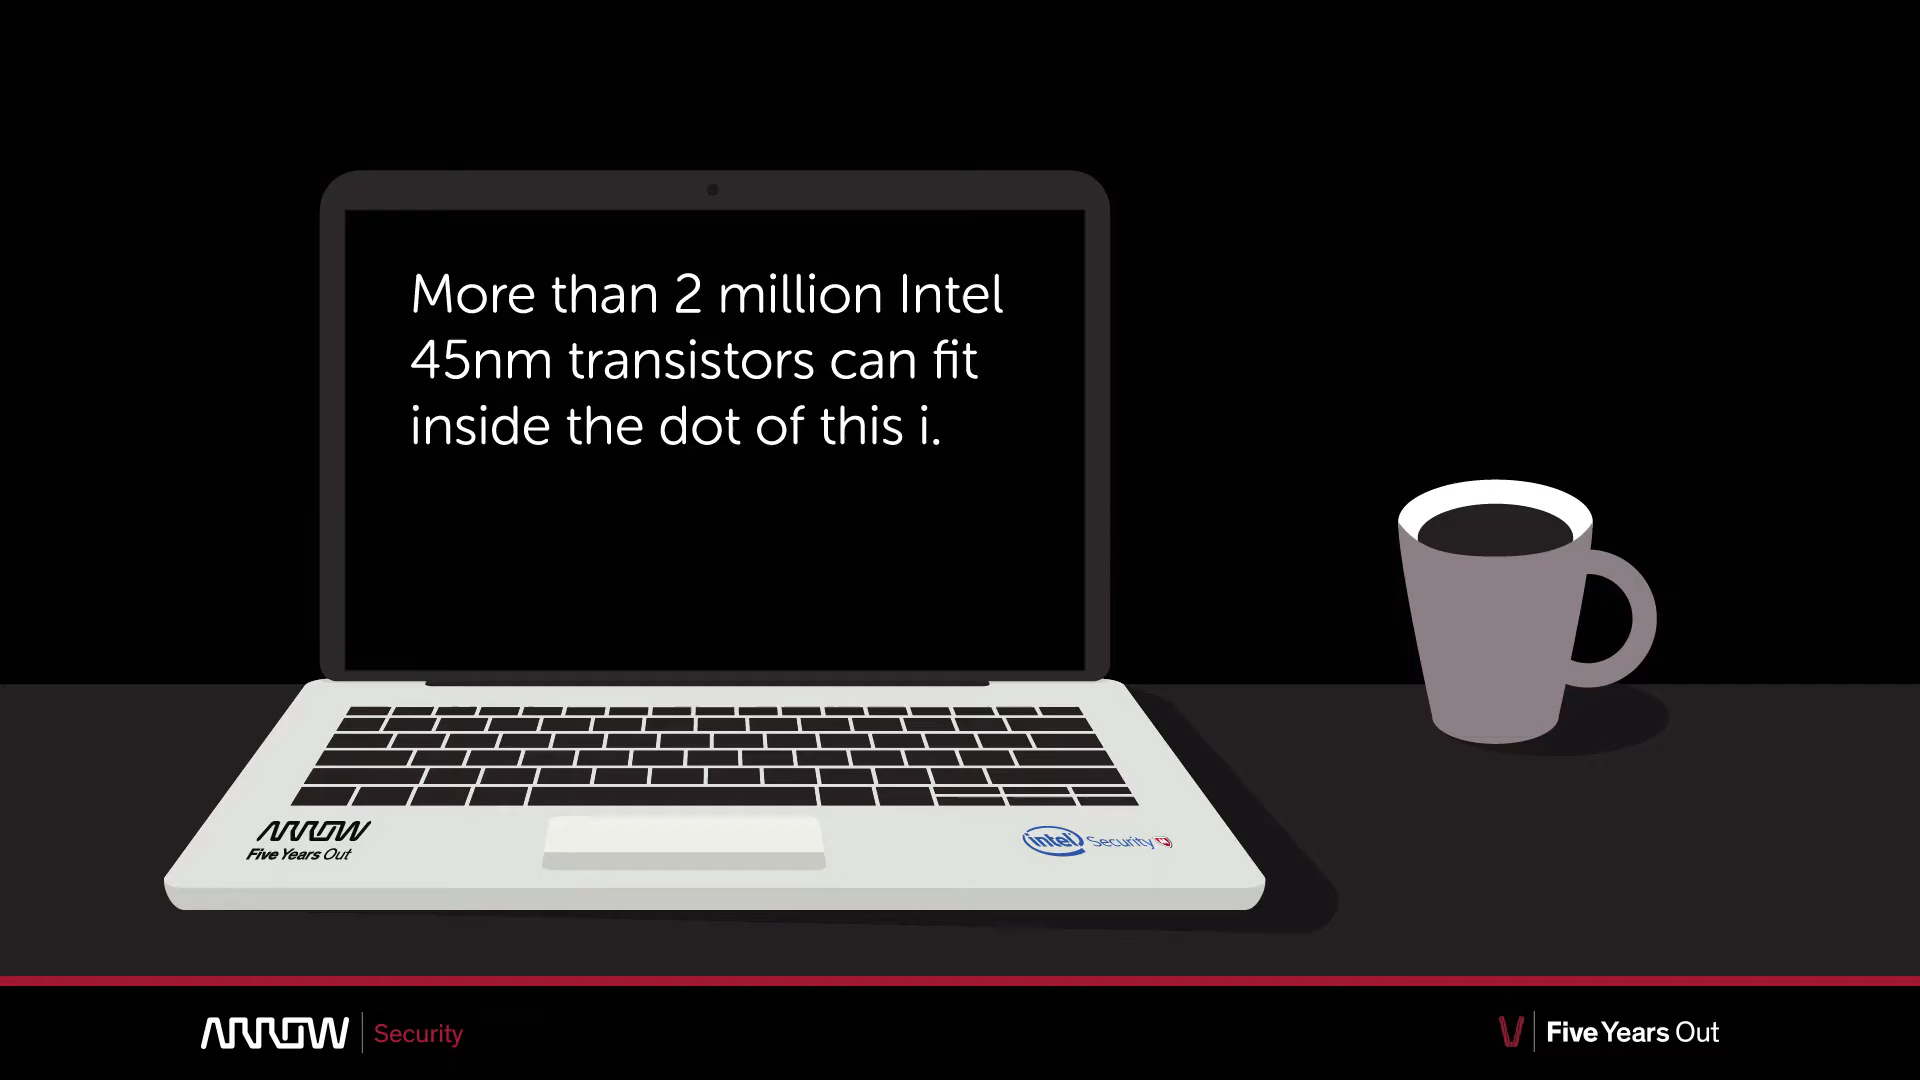 More than 2 million Intel
45nm transistors can fit
inside the dot of this i.
ARROW
Five Years Out
intel Security
ARROW Security
Five Years Out